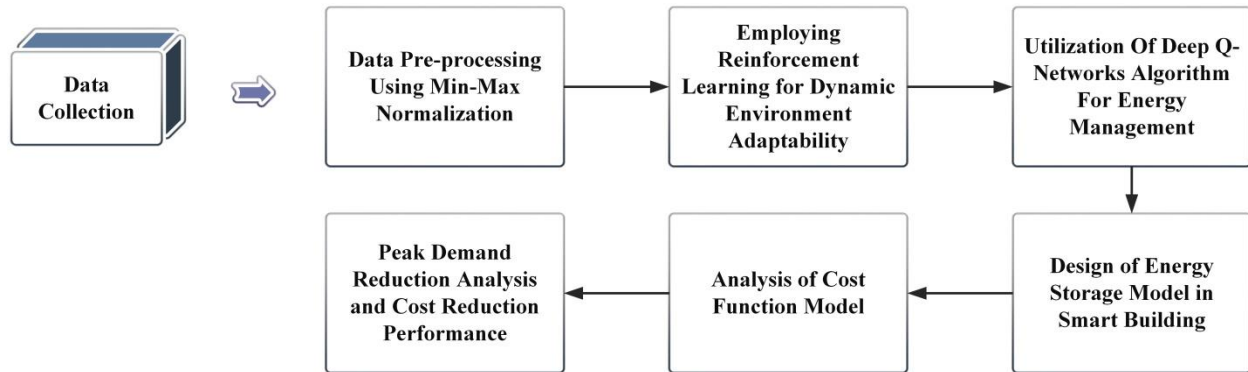 Data
Collection
Data Pre-processing
Using Min-Max
Normalization
Employing
Reinforcement
Learning for Dynamic
Environment
Adaptability
Utilization Of Deep Q-
Networks Algorithm
For Energy
Management
Design of Energy
Storage Model in
Smart Building
Analysis of Cost
Function Model
Peak Demand
Reduction Analysis
and Cost Reduction
Performance